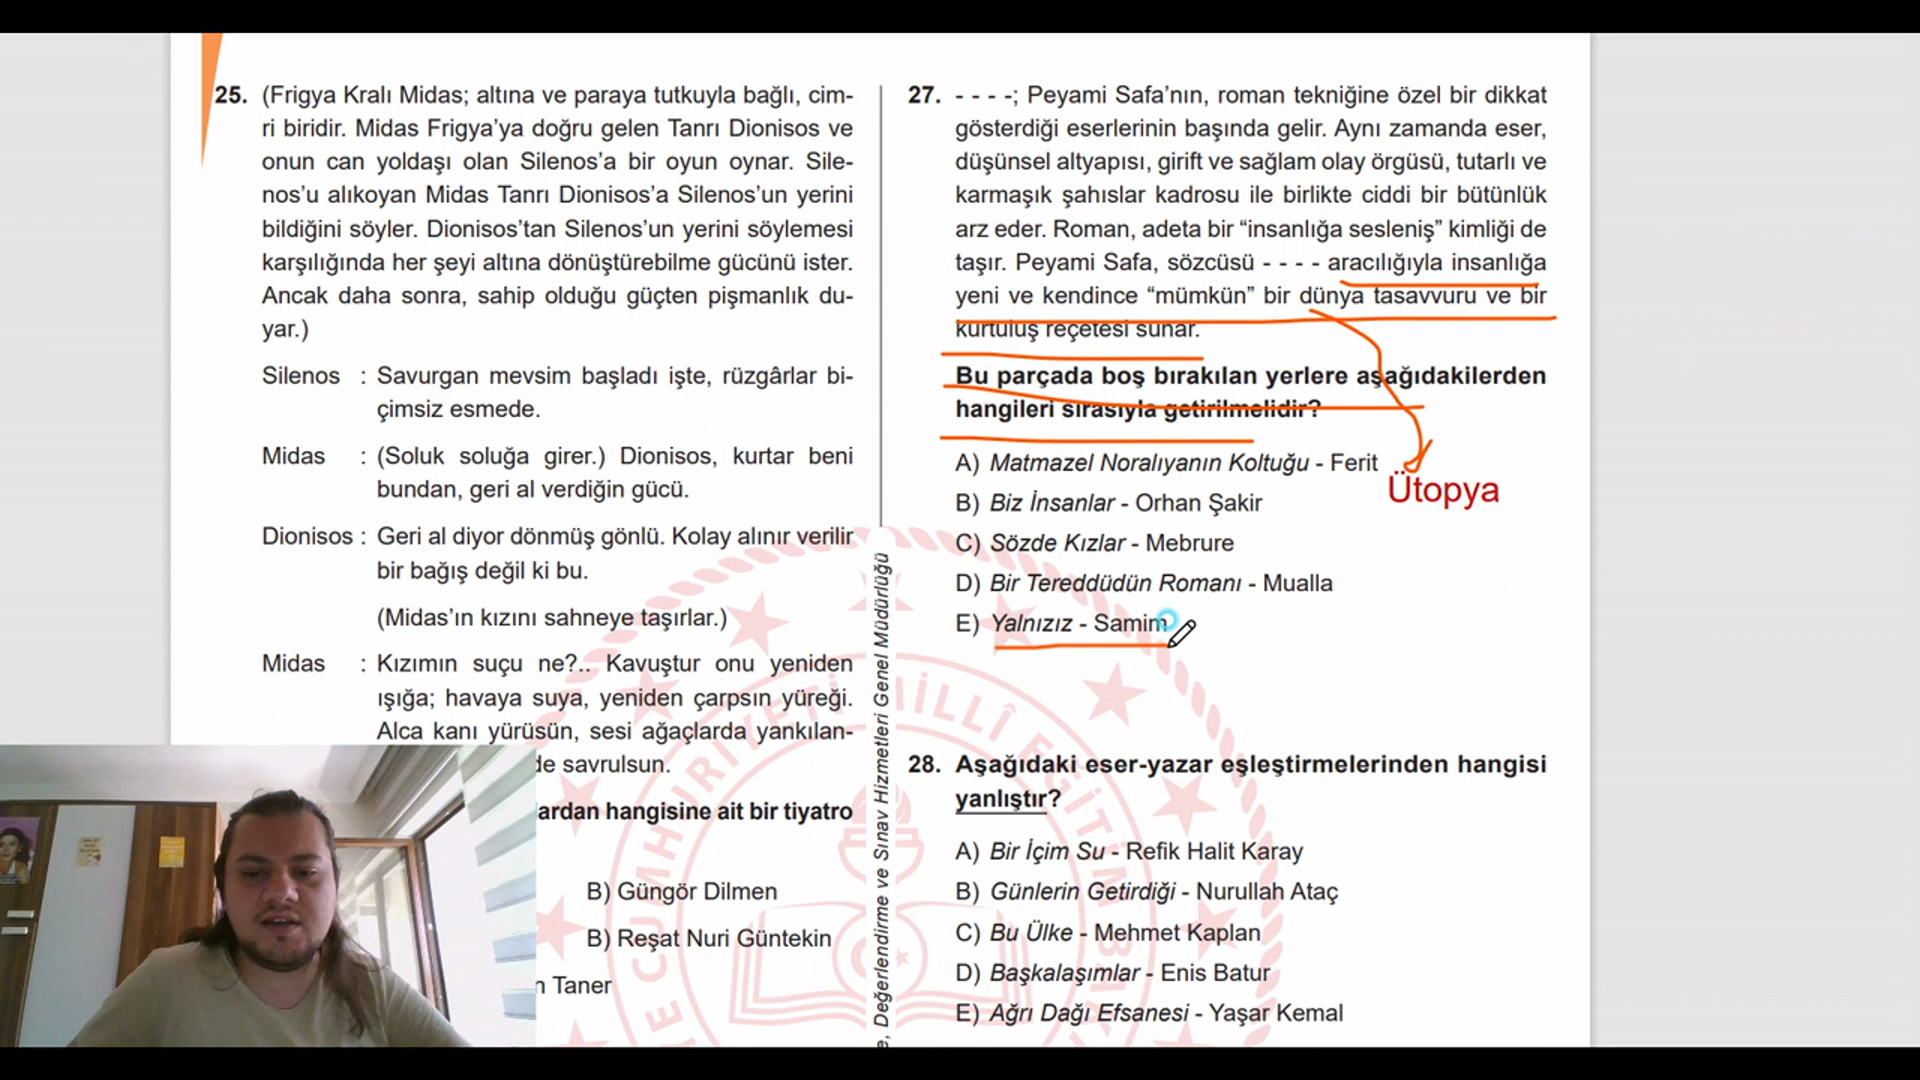 25. (Frigya Kralı Midas; altına ve paraya tutkuyla bağlı, cim-
ri biridir. Midas Frigya’ya doğru gelen Tanrı Dionisos ve
onun can yoldaşı olan Silenos’a bir oyun oynar. Sile-
nos’u alıkoyan Midas Tanrı Dionisos’a Silenos’un yerini
bildiğini söyler. Dionisos’tan Silenos’un yerini söylemesi
karşılığında her şeyi altına dönüştürebilme gücünü ister.
Ancak daha sonra, sahip olduğu güçten pişmanlık du-
yar.)
Silenos : Savurgan mevsim başladı işte, rüzgârlar bi-
çimsiz esmede.
Midas : (Soluk soluğa girer.) Dionisos, kurtar beni
bundan, geri al verdiğin gücü.
Dionisos : Geri al diyor dönmüş gönlü. Kolay alınır verilir
bir bağış değil ki bu.
(Midas’ın kızını sahneye taşırlar.)
Midas : Kızımın suçu ne?.. Kavuştur onu yeniden
ışığa; havaya suya, yeniden çarpsın yüreği.
Alca kanı yürüsün, sesi ağaçlarda yankılan-
de savrulsun.
ardan hangisine ait bir tiyatro
B) Güngör Dilmen
B) Reşat Nuri Güntekin
n Taner
, Değerlendirme ve Sınav Hizmetleri Genel Müdürlüğü
27. - - - -; Peyami Safa’nın, roman tekniğine özel bir dikkat
gösterdiği eserlerinin başında gelir. Aynı zamanda eser,
düşünsel altyapısı, girift ve sağlam olay örgüsü, tutarlı ve
karmaşık şahıslar kadrosu ile birlikte ciddi bir bütünlük
arz eder. Roman, adeta bir “insanlığa sesleniş” kimliği de
taşır. Peyami Safa, sözcüsü - - - - aracılığıyla insanlığa
yeni ve kendince “mümkün” bir dünya tasavvuru ve bir
kurtuluş reçetesi sunar.
Bu parçada boş bırakılan yerlere aşağıdakilerden
hangileri sırasıyla getirilmelidir?
A) Matmazel Noralıyanın Koltuğu - Ferit
Ütopya
B) Biz İnsanlar - Orhan Şakir
C) Sözde Kızlar - Mebrure
D) Bir Tereddüdün Romanı - Mualla
E) Yalnızız - Samim
28. Aşağıdaki eser-yazar eşleştirmelerinden hangisi
yanlıştır?
A) Bir İçim Su - Refik Halit Karay
B) Günlerin Getirdiği - Nurullah Ataç
C) Bu Ülke - Mehmet Kaplan
D) Başkalaşımlar - Enis Batur
E) Ağrı Dağı Efsanesi - Yaşar Kemal